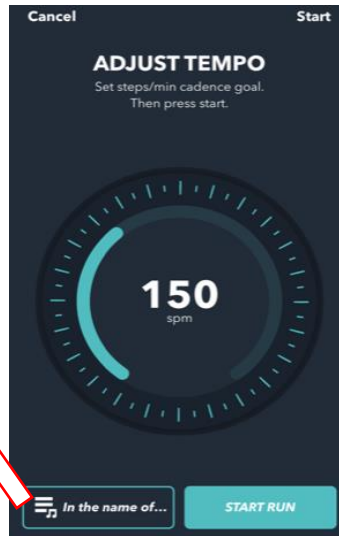 Cancel
Start
ADJUST TEMPO
Set steps/min cadence goal.
Then press start.
150
spm
In the name of...
START RUN